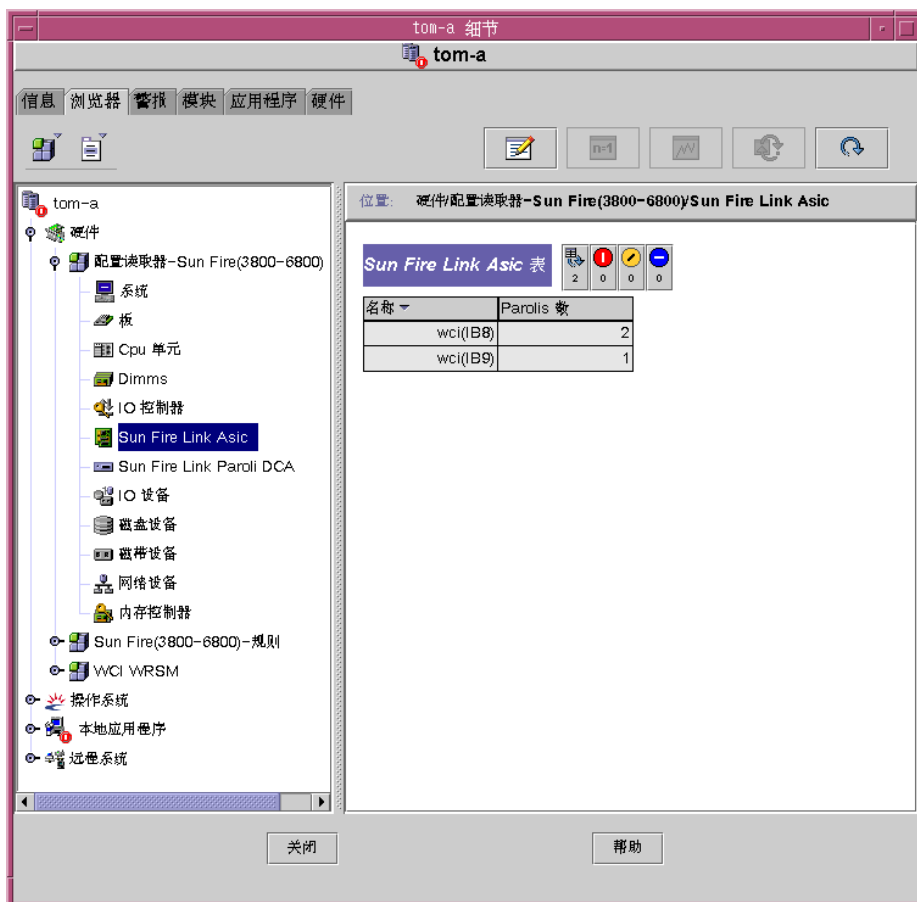 tom-a 细节
tom-a
信息 浏览器 警报 模块 应用程序 硬件
n=1
tom-a
位置: 硬件/配置读取器-Sun Fire(3800-6800)/Sun Fire Link Asic
硬件
配置读取器-Sun Fire(3800-6800)
系统
板
Cpu 单元
Dimms
IO 控制器
Sun Fire Link Asic
Sun Fire Link Paroli DCA
IO 设备
磁盘设备
磁带设备
网络设备
内存控制器
Sun Fire(3800-6800)-规则
WCI WRSM
操作系统
本地应用程序
远程系统
Sun Fire Link Asic 表
2 0 0 0
名称 Parolis 数
wci(IB8) 2
wci(IB9) 1
关闭 帮助